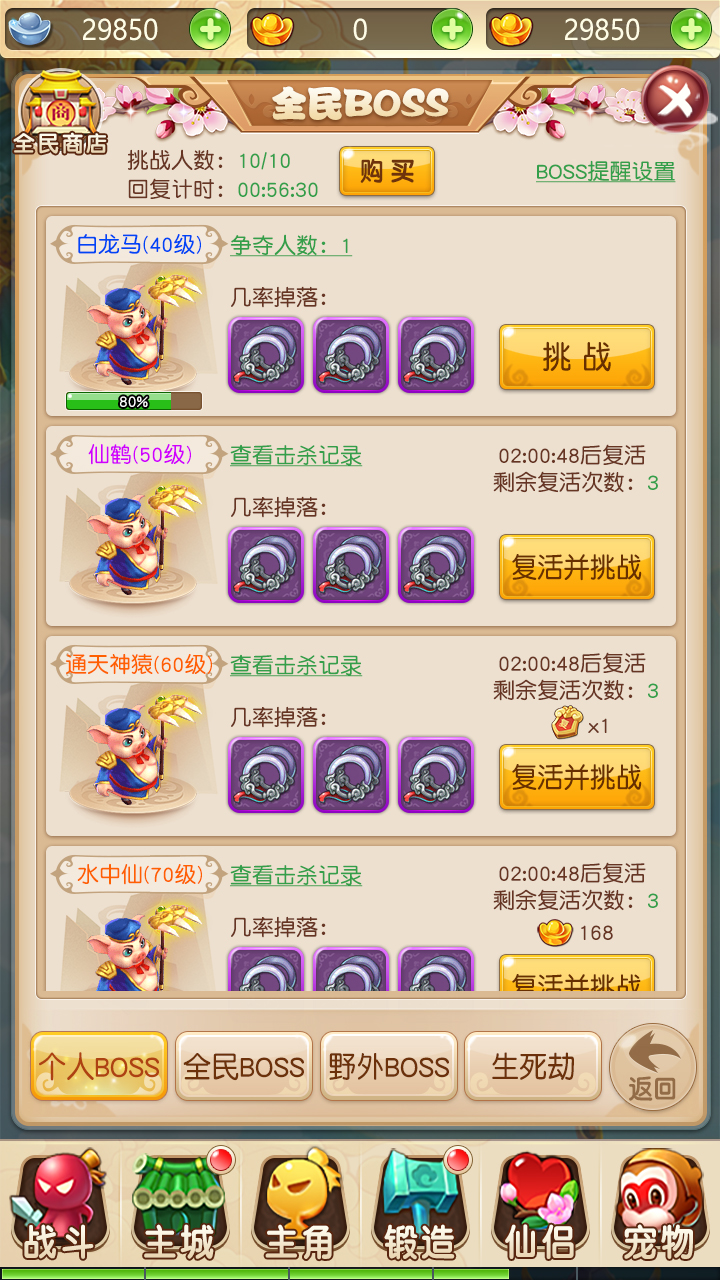 29850
0
29850
全民BOSS
商
全民商店
挑战人数： 10/10
回复计时： 00:56:30
购买
BOSS提醒设置
白龙马(40级)
争夺人数： 1
几率掉落：
挑战
80%
仙鹤(50级)
查看击杀记录
02:00:48后复活
剩余复活次数： 3
几率掉落：
复活并挑战
通天神猿(60级)
查看击杀记录
02:00:48后复活
剩余复活次数： 3
几率掉落：
x1
复活并挑战
水中仙(70级)
查看击杀记录
02:00:48后复活
剩余复活次数： 3
几率掉落：
168
复活并挑战
个人BOSS
全民BOSS
野外BOSS
生死劫
返回
战斗
主城
主角
锻造
仙侣
宠物